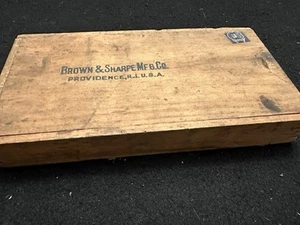 BROWN & SHARPE MFG. CO.
PROVIDENCE, R.I. U.S.A.